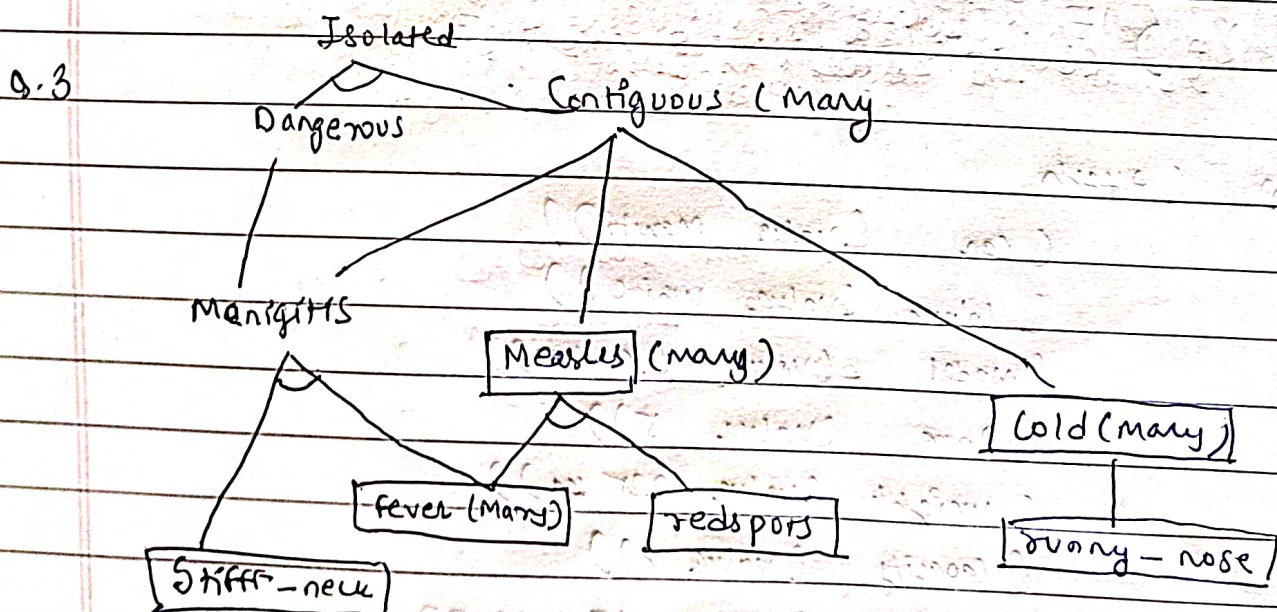 Isolated
Q.3
Contiguous (Mary
Dangerous
Manigitis
Measles (Mary)
Cold (Mary)
fever (Mary)
redspots
runny-nose
Stifff-neck